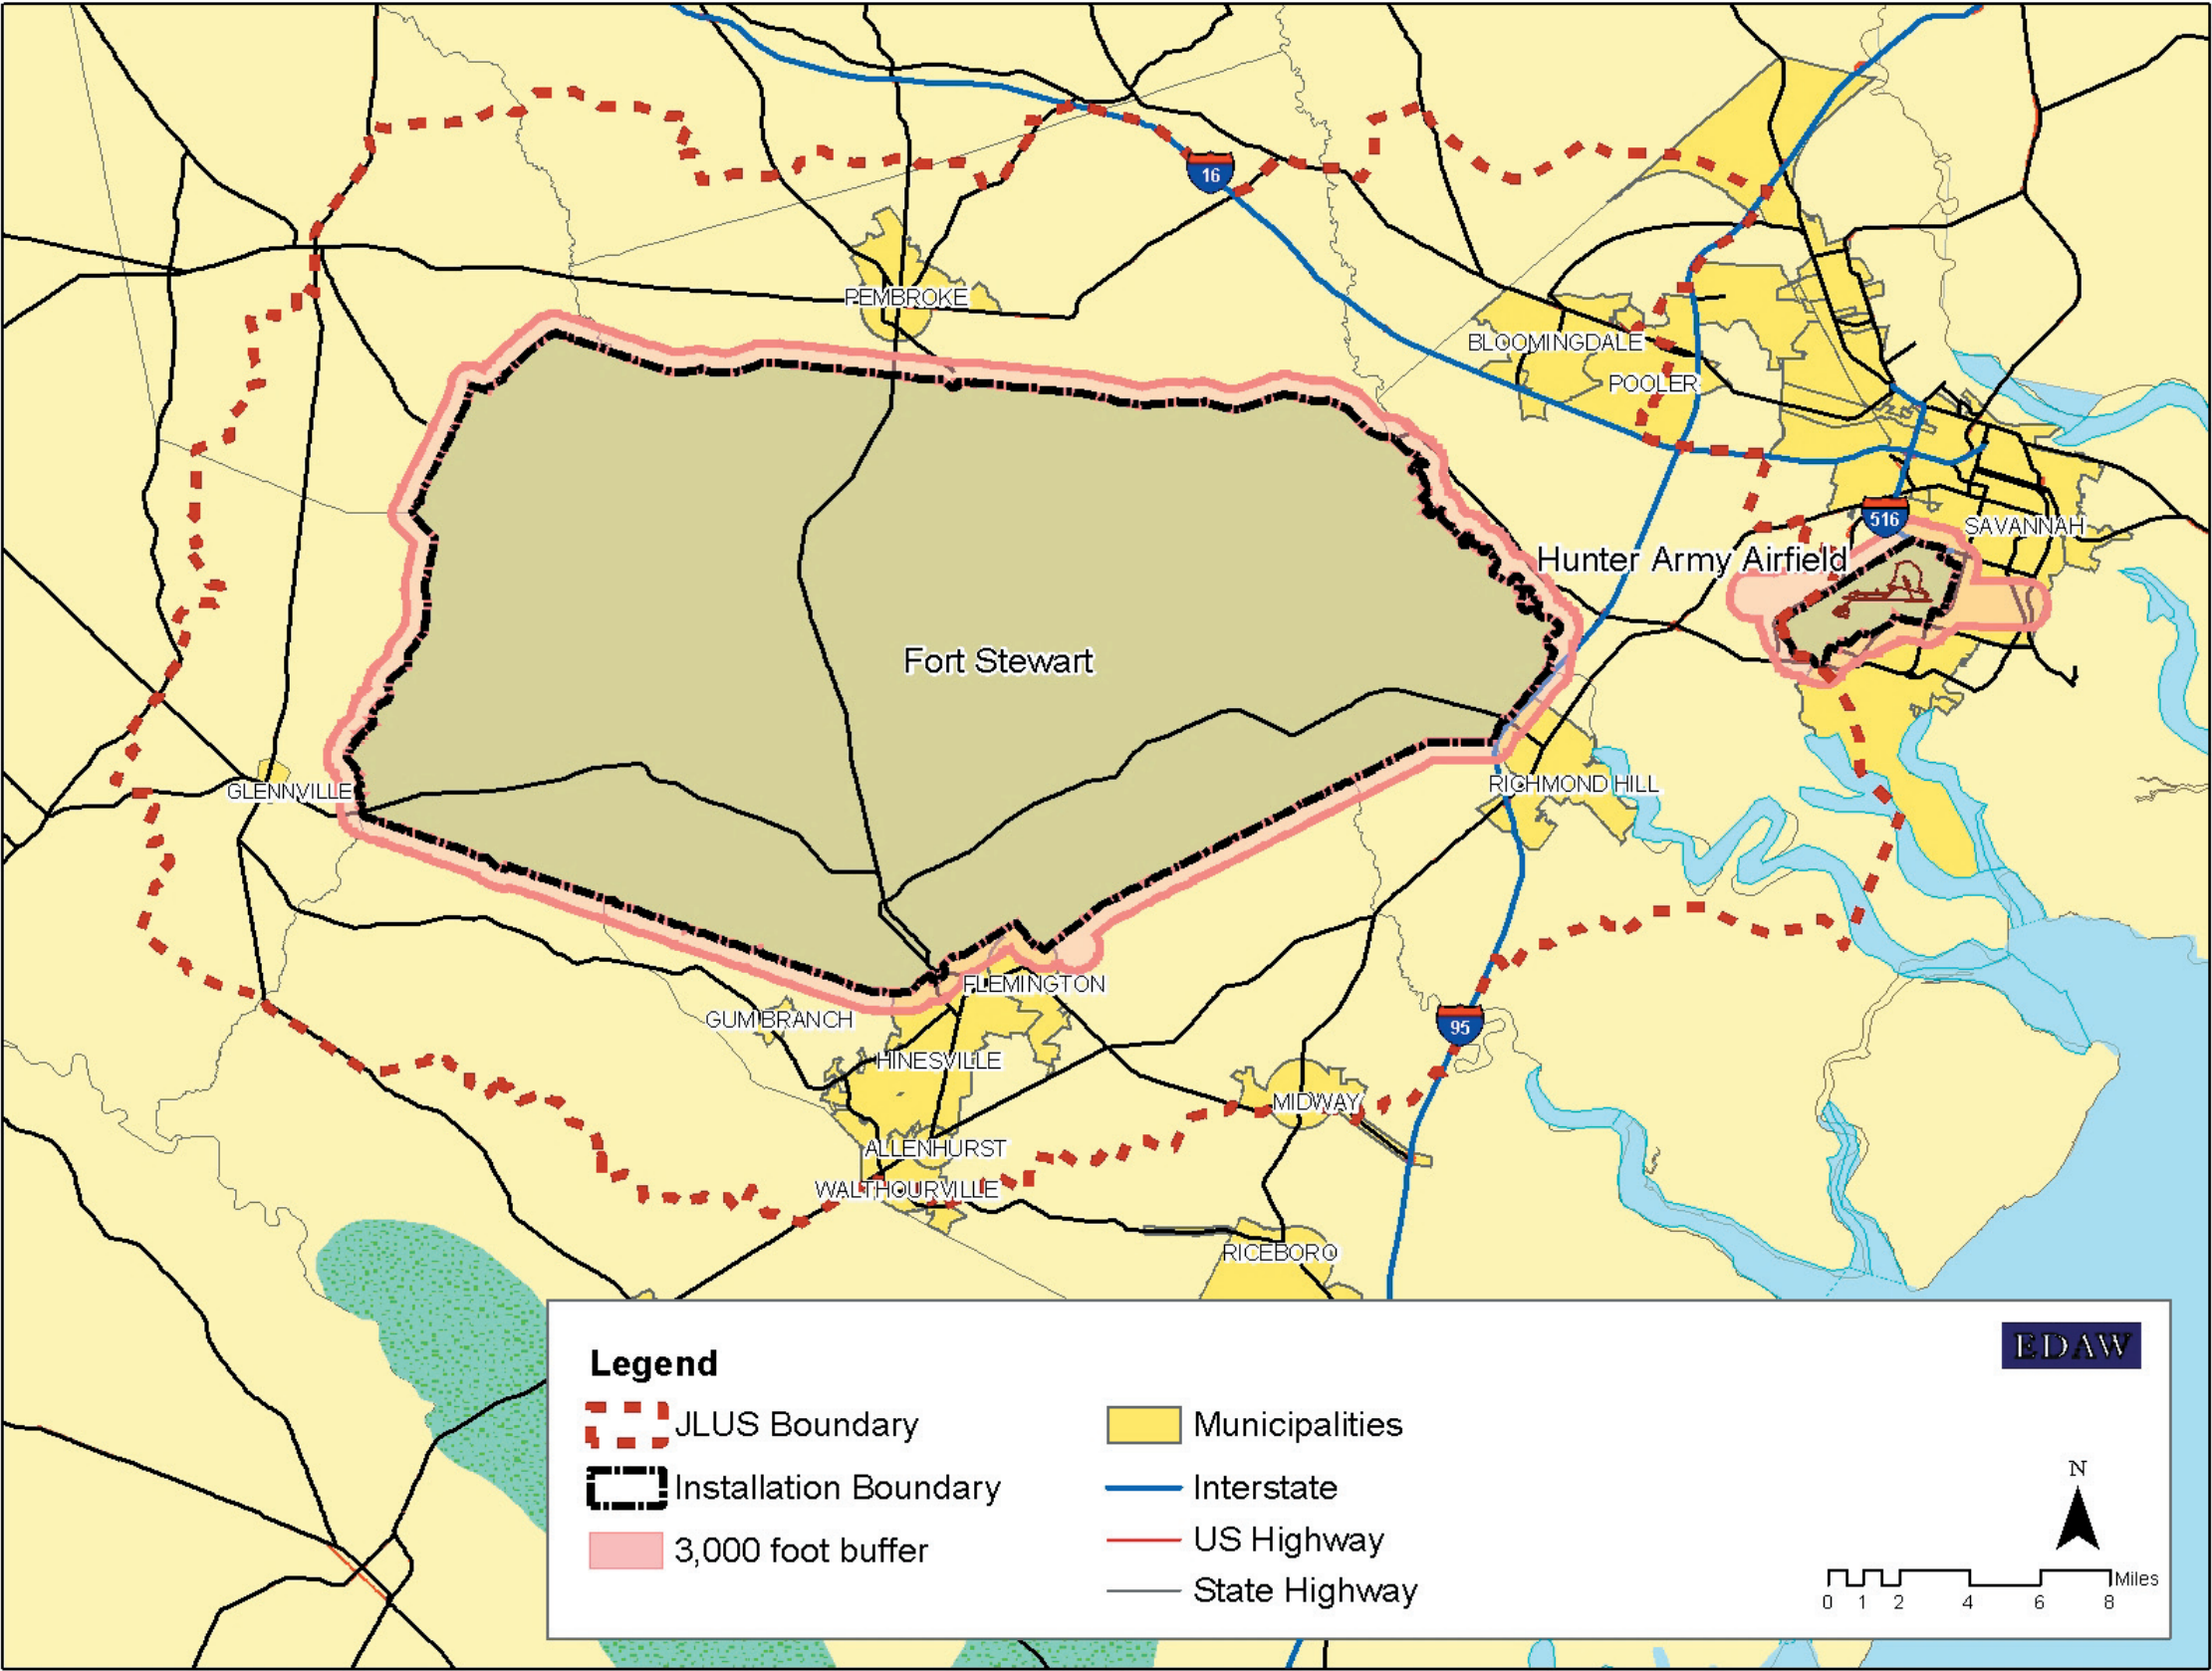 16
PEMBROKE
BLOOMINGDALE
POOLER
516
SAVANNAH
Hunter Army Airfield
Fort Stewart
GLENNVILLE
RICHMOND HILL
FLEMINGTON
GUM BRANCH
95
HINESVILLE
MIDWAY
ALLENHURST
WALTHOURVILLE
RICEBORO
EDAW
Legend
JLUS Boundary
Installation Boundary
3,000 foot buffer
Municipalities
Interstate
US Highway
State Highway
N
Miles
0 1 2 4 6 8